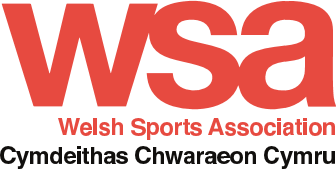 wsa
Welsh Sports Association
Cymdeithas Chwaraeon Cymru